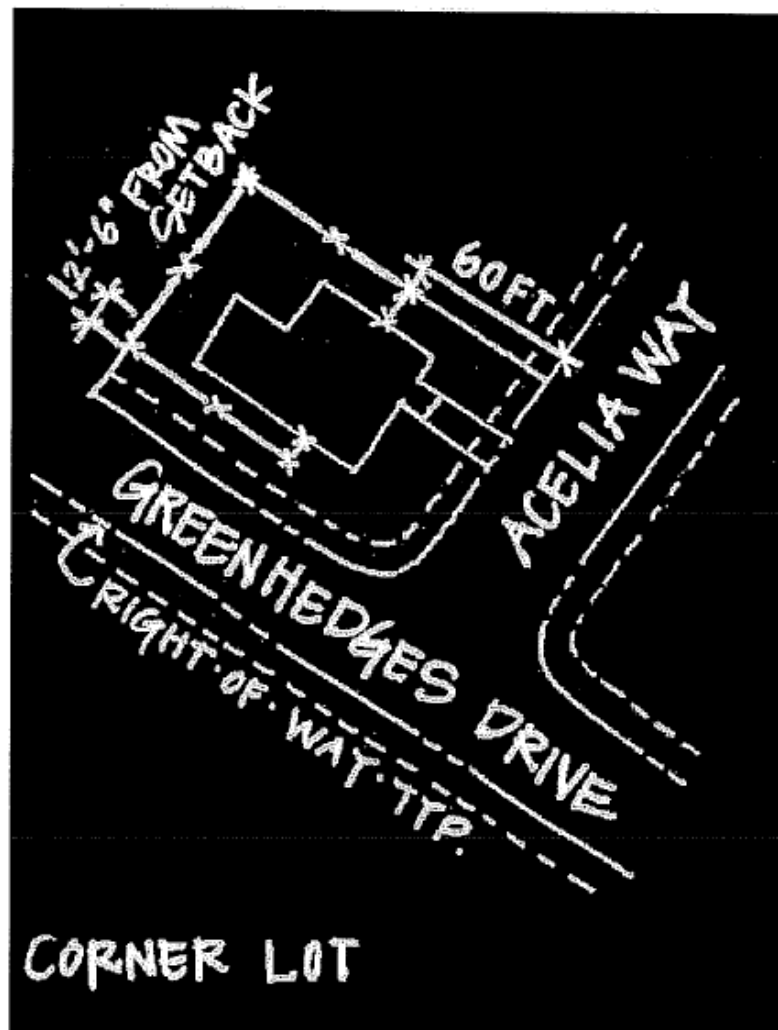 12'-6" FROM
SETBACK
60FT.
ACELIA WAY
GREENHEDGES DRIVE
RIGHT.OF.WAY.TYP.
CORNER LOT